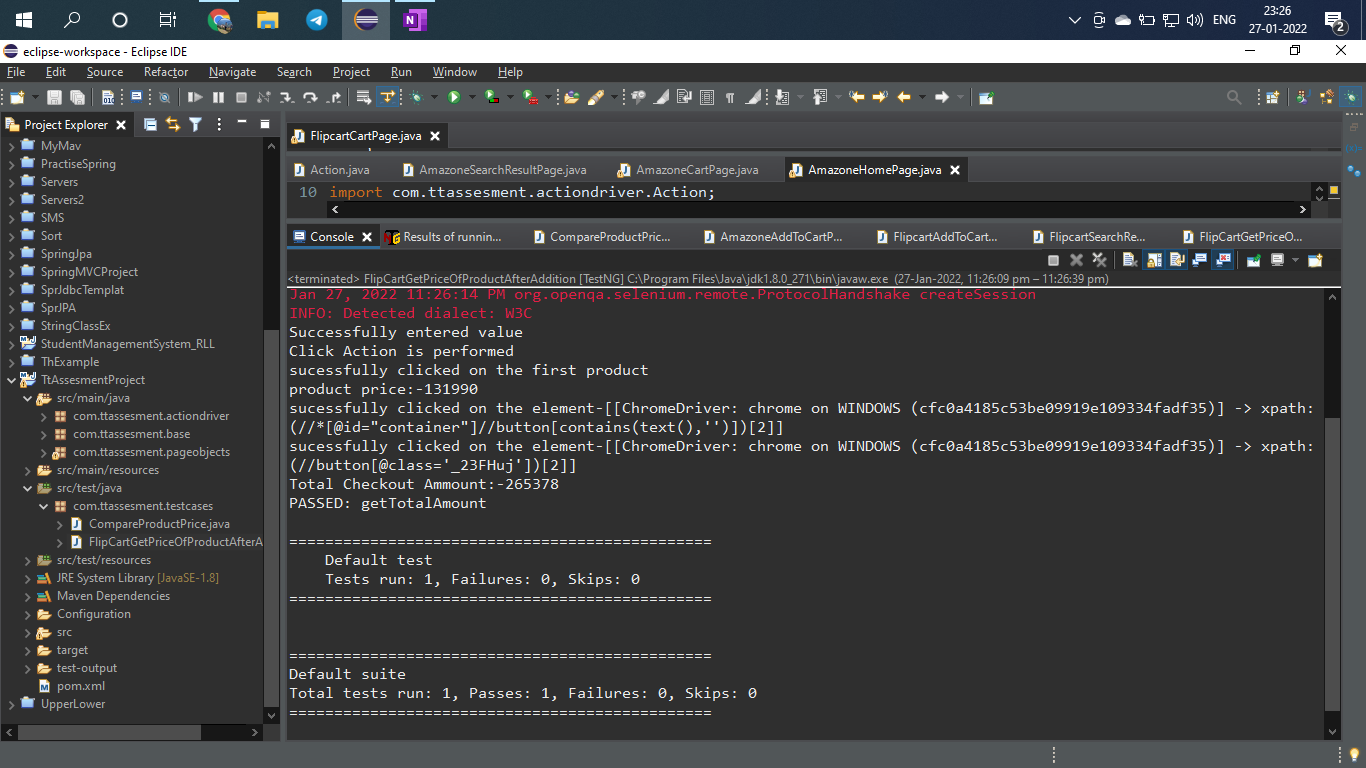 23:26
ENG
27-01-2022
2
eclipse-workspace - Eclipse IDE
File Edit Source Refactor Navigate Search Project Run Window Help
Project Explorer
MyMav
PractiseSpring
Servers
Servers2
SMS
Sort
SpringJpa
SpringMVCProject
SprJdbcTemplat
SprJPA
StringClassEx
StudentManagementSystem_RLL
ThExample
TtAssesmentProject
src/main/java
com.ttassesment.actiondriver
com.ttassesment.base
com.ttassesment.pageobjects
src/main/resources
src/test/java
com.ttassesment.testcases
CompareProductPrice.java
FlipCartGetPriceOfProductAfterA
src/test/resources
JRE System Library [JavaSE-1.8]
Maven Dependencies
Configuration
src
target
test-output
pom.xml
UpperLower
FlipcartCartPage.java
Action.java AmazoneSearchResultPage.java AmazoneCartPage.java AmazoneHomePage.java
10 import com.ttassesment.actiondriver.Action;
Console Results of runnin... CompareProductPric... AmazoneAddToCartP... FlipcartAddToCart... FlipcartSearchRe... FlipCartGetPriceO...
<terminated> FlipCartGetPriceOfProductAfterAddition [TestNG] C:\Program Files\Java\jdk1.8.0_271\bin\javaw.exe (27-Jan-2022, 11:26:09 pm – 11:26:39 pm)
Jan 27, 2022 11:26:14 PM org.openqa.selenium.remote.ProtocolHandshake createSession
INFO: Detected dialect: W3C
Successfully entered value
Click Action is performed
sucessfully clicked on the first product
product price:-131990
sucessfully clicked on the element-[[ChromeDriver: chrome on WINDOWS (cfc0a4185c53be09919e109334fadf35)] -> xpath:
(//*[@id="container"]//button[contains(text(),'')])[2]]
sucessfully clicked on the element-[[ChromeDriver: chrome on WINDOWS (cfc0a4185c53be09919e109334fadf35)] -> xpath:
(//button[@class='_23FHuj'])[2]]
Total Checkout Ammount:-265378
PASSED: getTotalAmount
===============================================
Default test
Tests run: 1, Failures: 0, Skips: 0
===============================================
===============================================
Default suite
Total tests run: 1, Passes: 1, Failures: 0, Skips: 0
===============================================